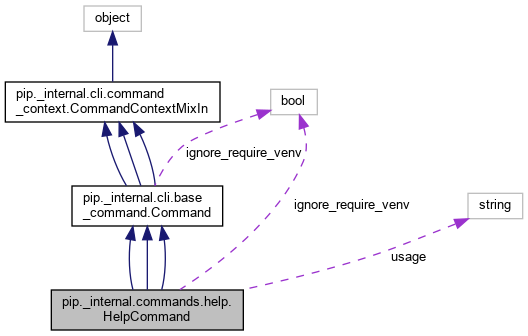 object
pip._internal.cli.command
_context.CommandContextMixIn
bool
ignore_require_venv
pip._internal.cli.base
_command.Command
ignore_require_venv
string
usage
pip._internal.commands.help.
HelpCommand